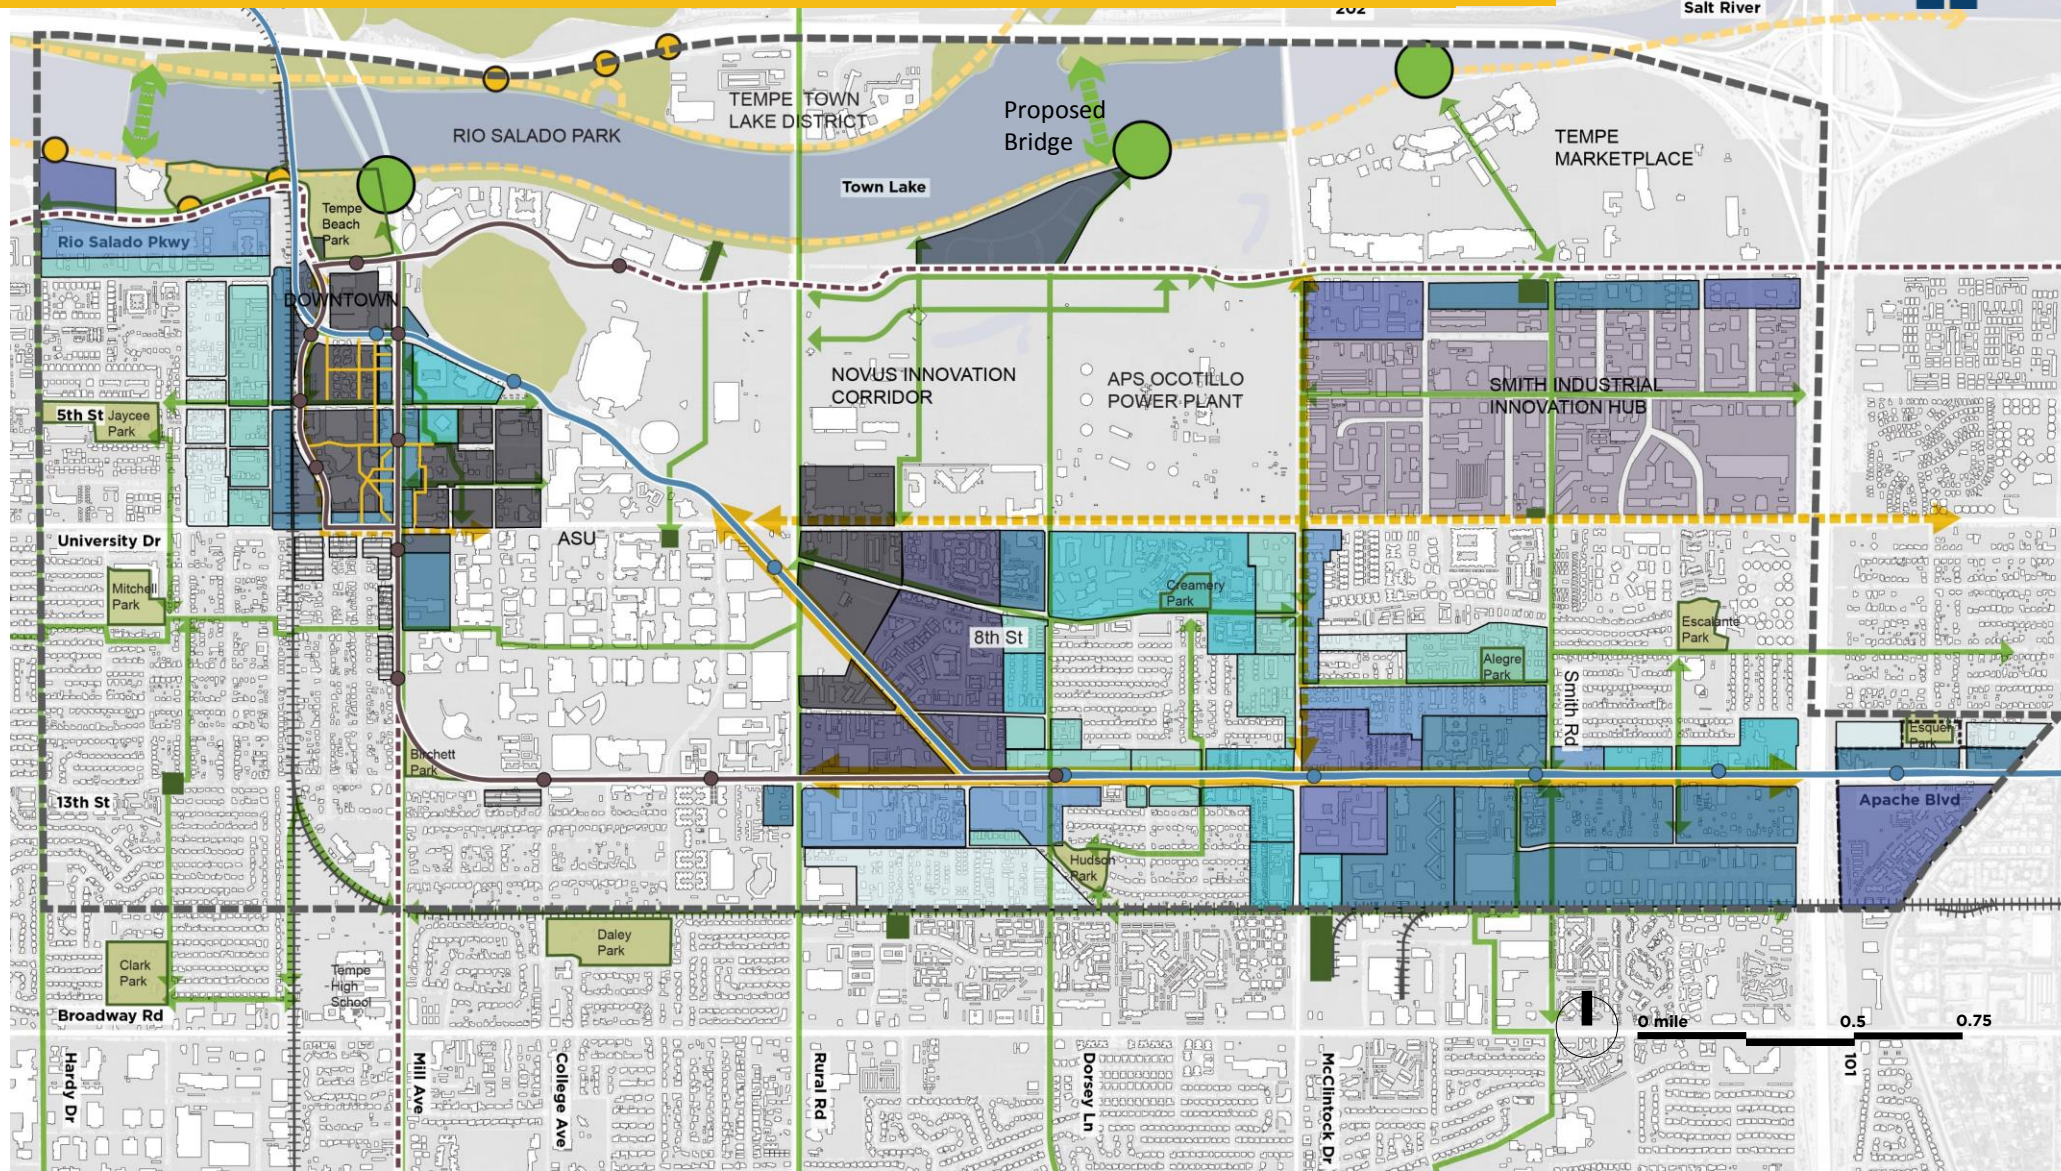 202
Salt River
TEMPE TOWN
LAKE DISTRICT
RIO SALADO PARK
Proposed
Bridge
TEMPE
MARKETPLACE
Town Lake
Tempe
Beach
Park
Rio Salado Pkwy
DOWNTOWN
NOVUS INNOVATION
CORRIDOR
APS OCOTILLO
POWER PLANT
SMITH INDUSTRIAL
INNOVATION HUB
5th St
Jaycee
Park
University Dr
ASU
Mitchell
Park
Creamery
Park
Escalante
Park
8th St
Alegre
Park
Smith Rd
Birchett
Park
Esquer
Park
13th St
Apache Blvd
Hudson
Park
Daley
Park
Clark
Park
Tempe
High
School
Broadway Rd
0 mile
0.5
0.75
Hardy Dr
Mill Ave
College Ave
Rural Rd
Dorsey Ln
McClintock Dr
101